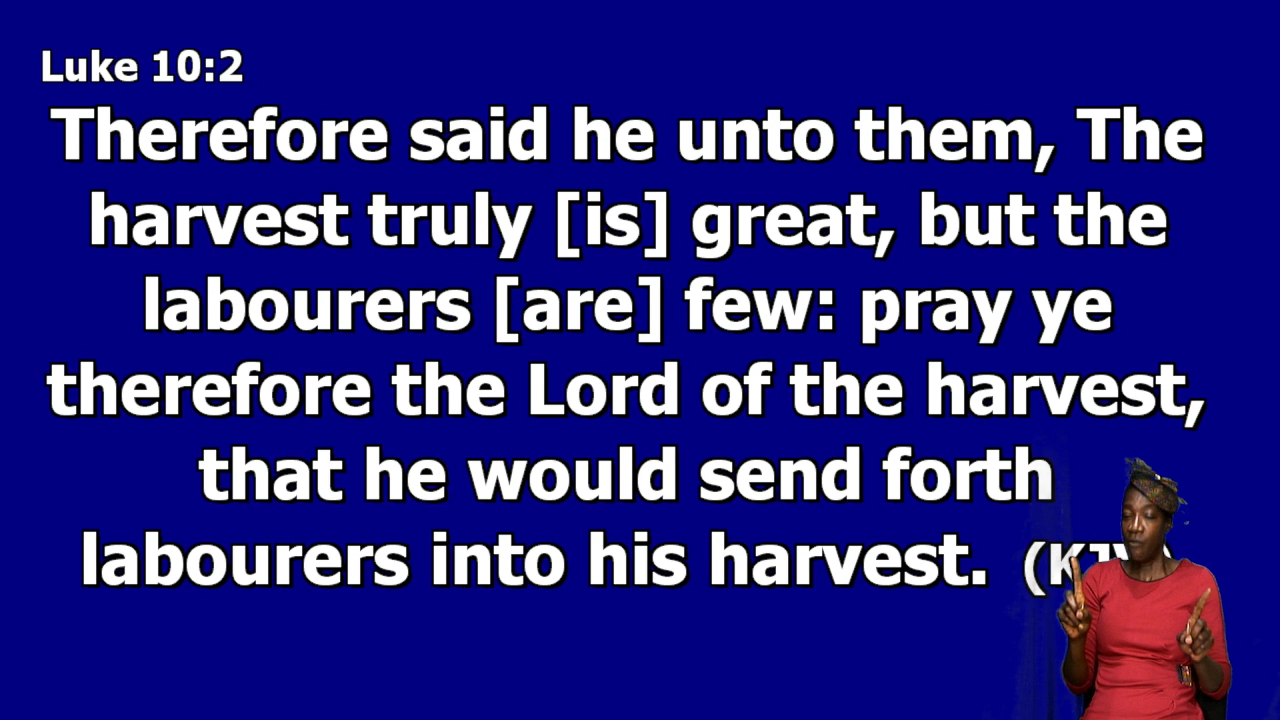 Luke 10:2
Therefore said he unto them, The
harvest truly [is] great, but the
labourers [are] few: pray ye
therefore the Lord of the harvest,
that he would send forth
labourers into his harvest.